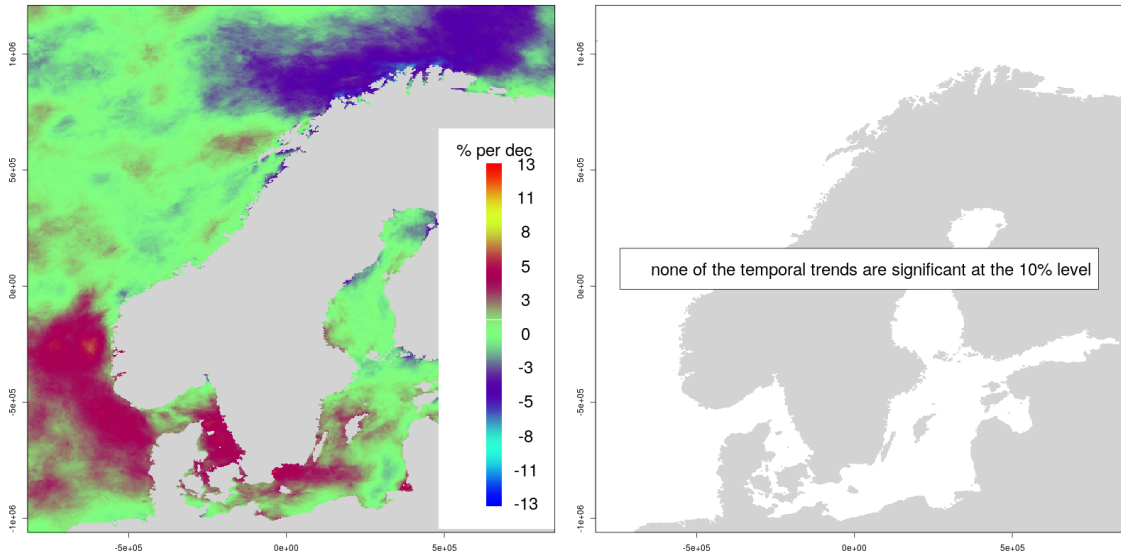 1e+06
5e+05
0e+00
-5e+05
-1e+06
-5e+05
0e+00
5e+05
% per dec
13
11
8
5
3
0
-3
-5
-8
-11
-13
1e+06
5e+05
0e+00
-5e+05
-1e+06
-5e+05
0e+00
5e+05
none of the temporal trends are significant at the 10% level